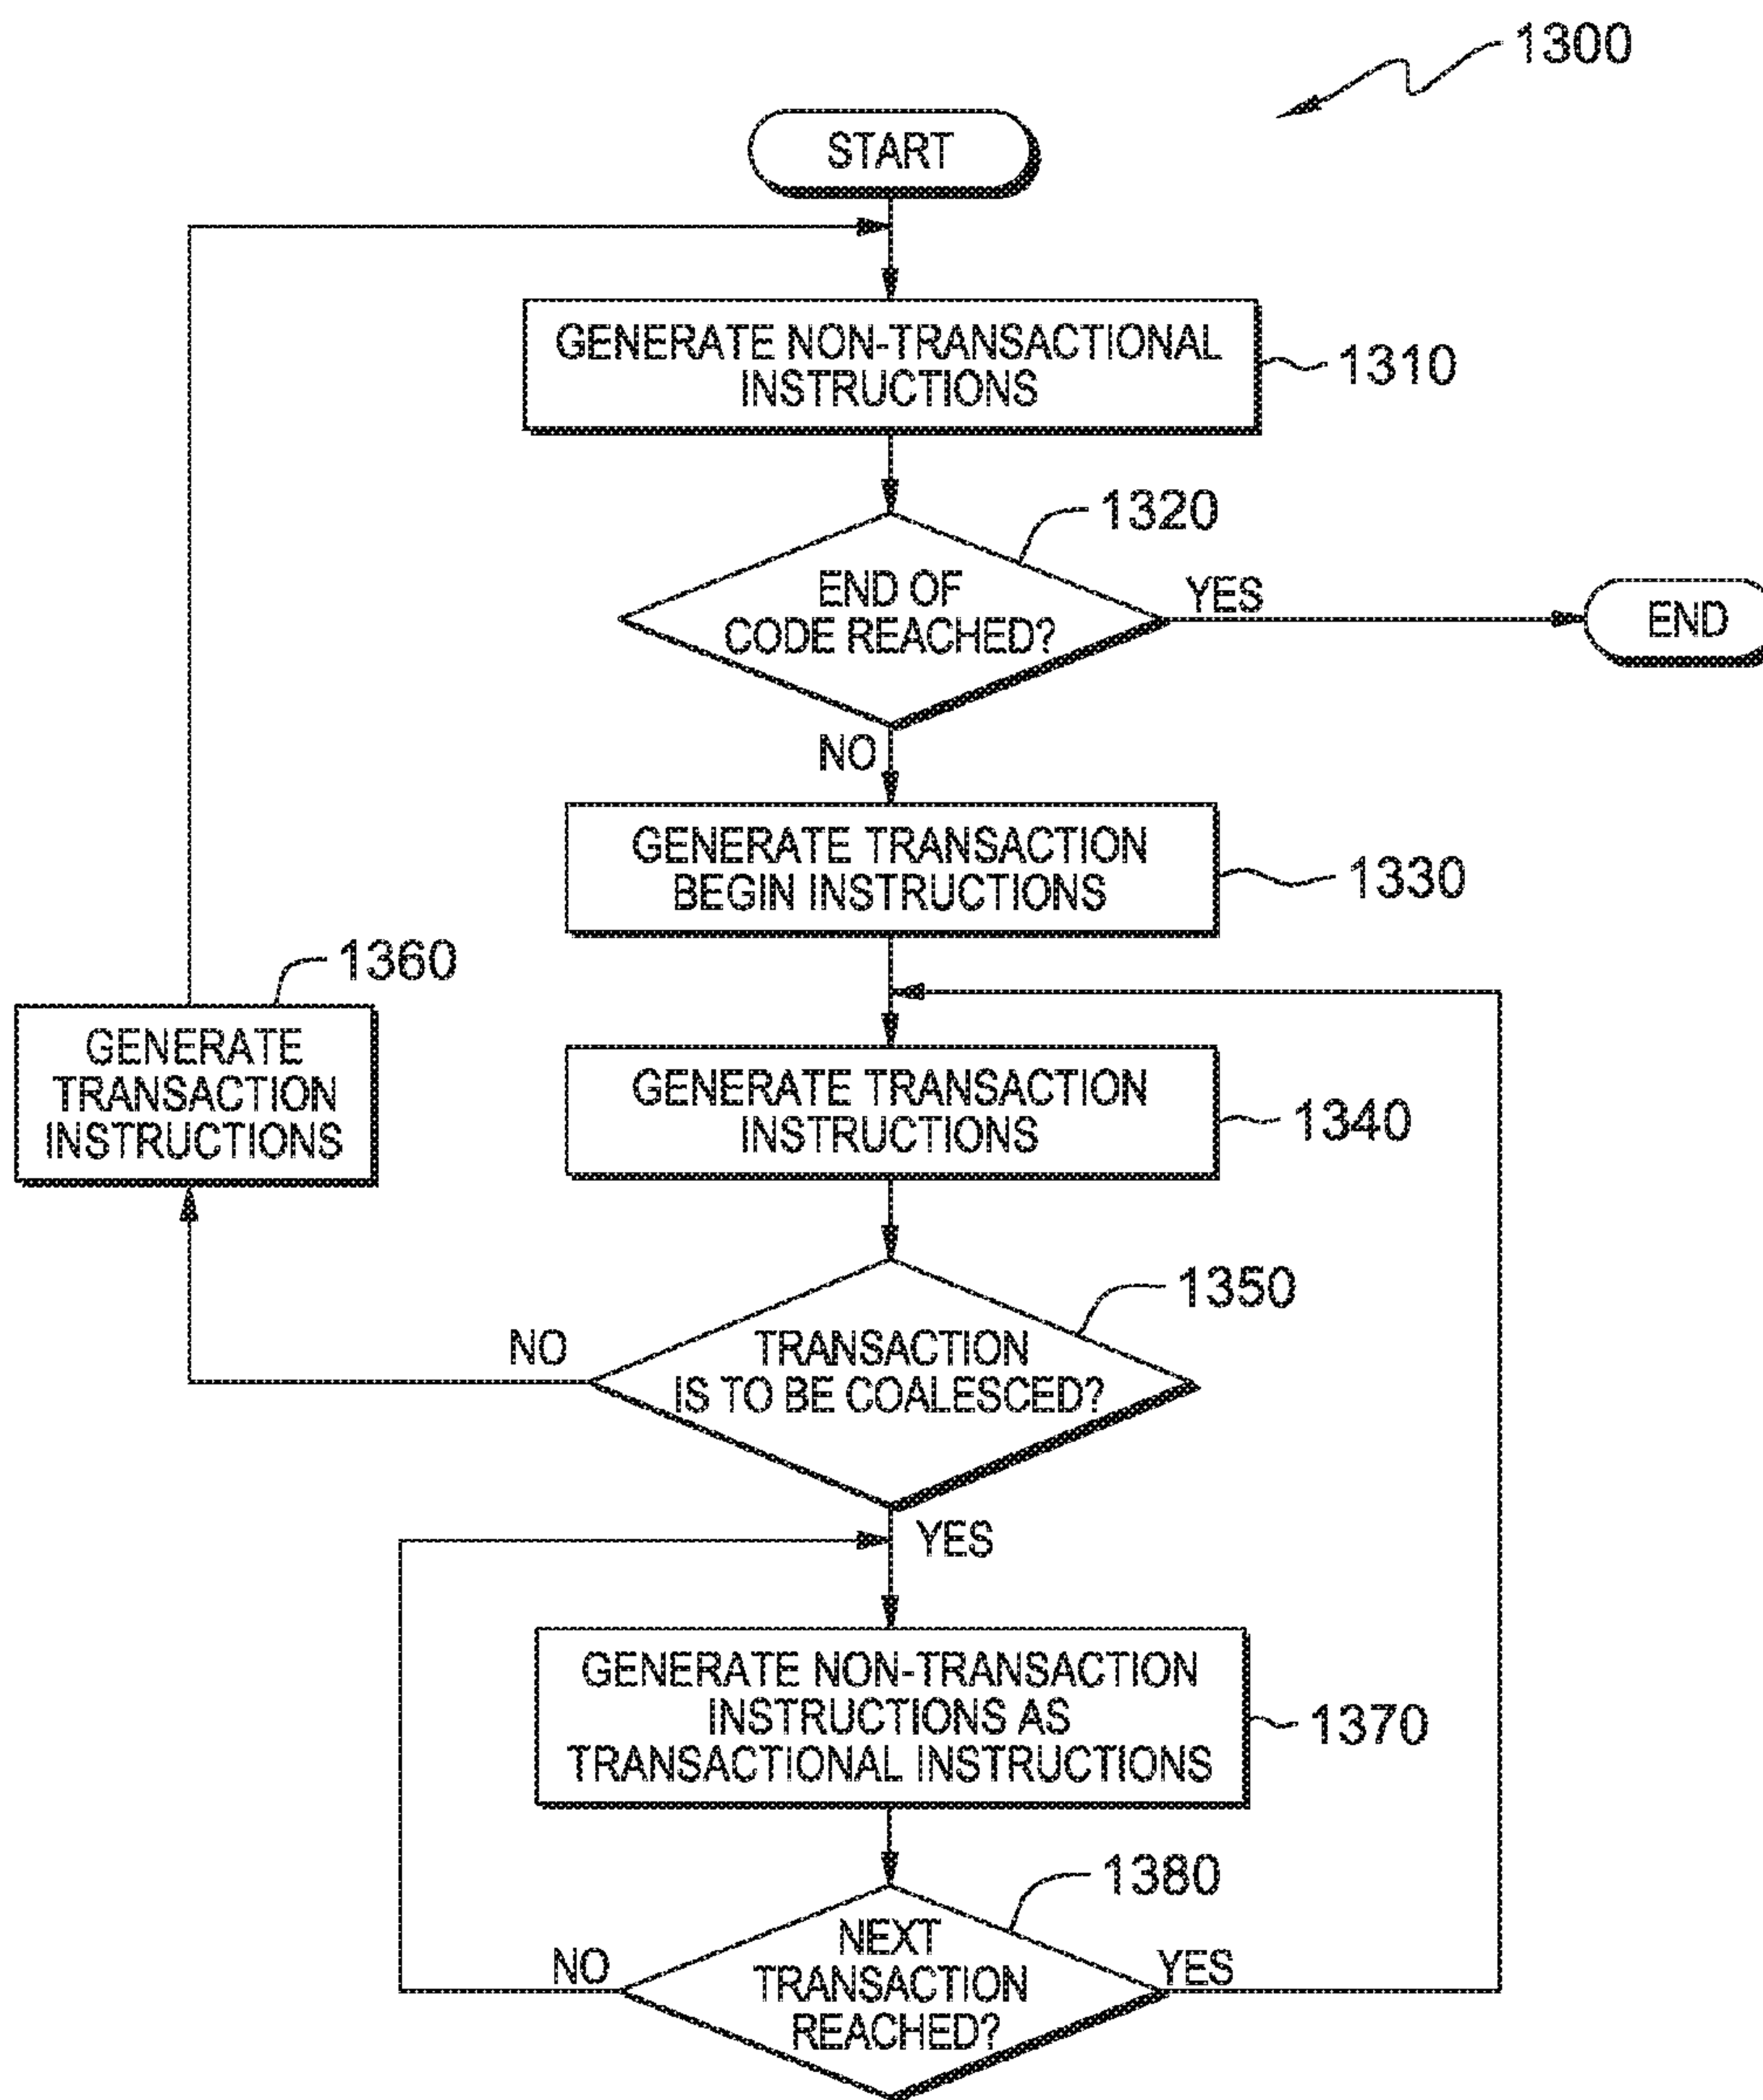 1300
START
GENERATE NON-TRANSACTIONAL
INSTRUCTIONS
1310
1320
END OF
CODE REACHED?
YES
END
NO
GENERATE TRANSACTION
BEGIN INSTRUCTIONS
1330
1360
GENERATE
TRANSACTION
INSTRUCTIONS
GENERATE TRANSACTION
INSTRUCTIONS
1340
1350
NO
TRANSACTION
IS TO BE COALESCED?
YES
GENERATE NON-TRANSACTION
INSTRUCTIONS AS
TRANSACTIONAL INSTRUCTIONS
1370
1380
NO
NEXT
TRANSACTION
REACHED?
YES